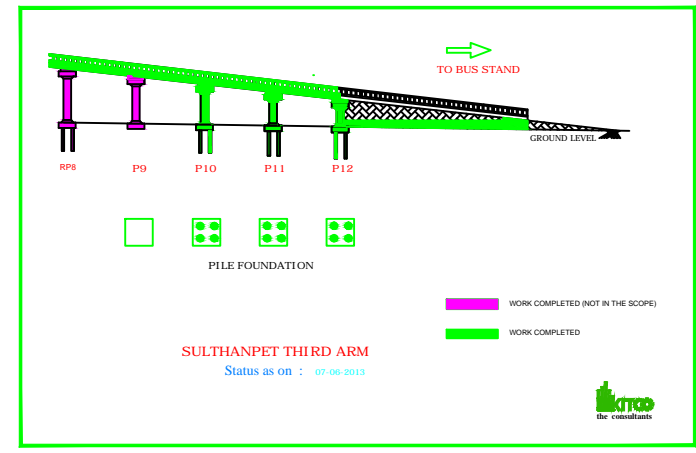 TO BUS STAND
GROUND LEVEL
RP8 P9 P10 P11 P12
PILE FOUNDATION
WORK COMPLETED (NOT IN THE SCOPE)
WORK COMPLETED
SULTHANPET THIRD ARM
Status as on : 07-06-2013
KITCO
the consultants